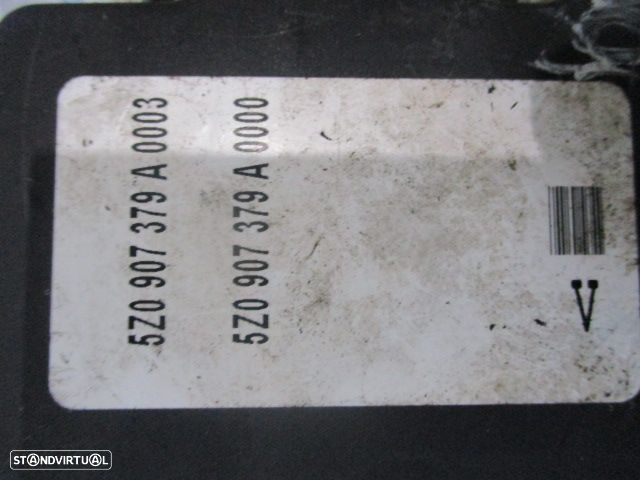 5Z0 907 379 A 0003
5Z0 907 379 A 0000
V
STANDVIRTUAL